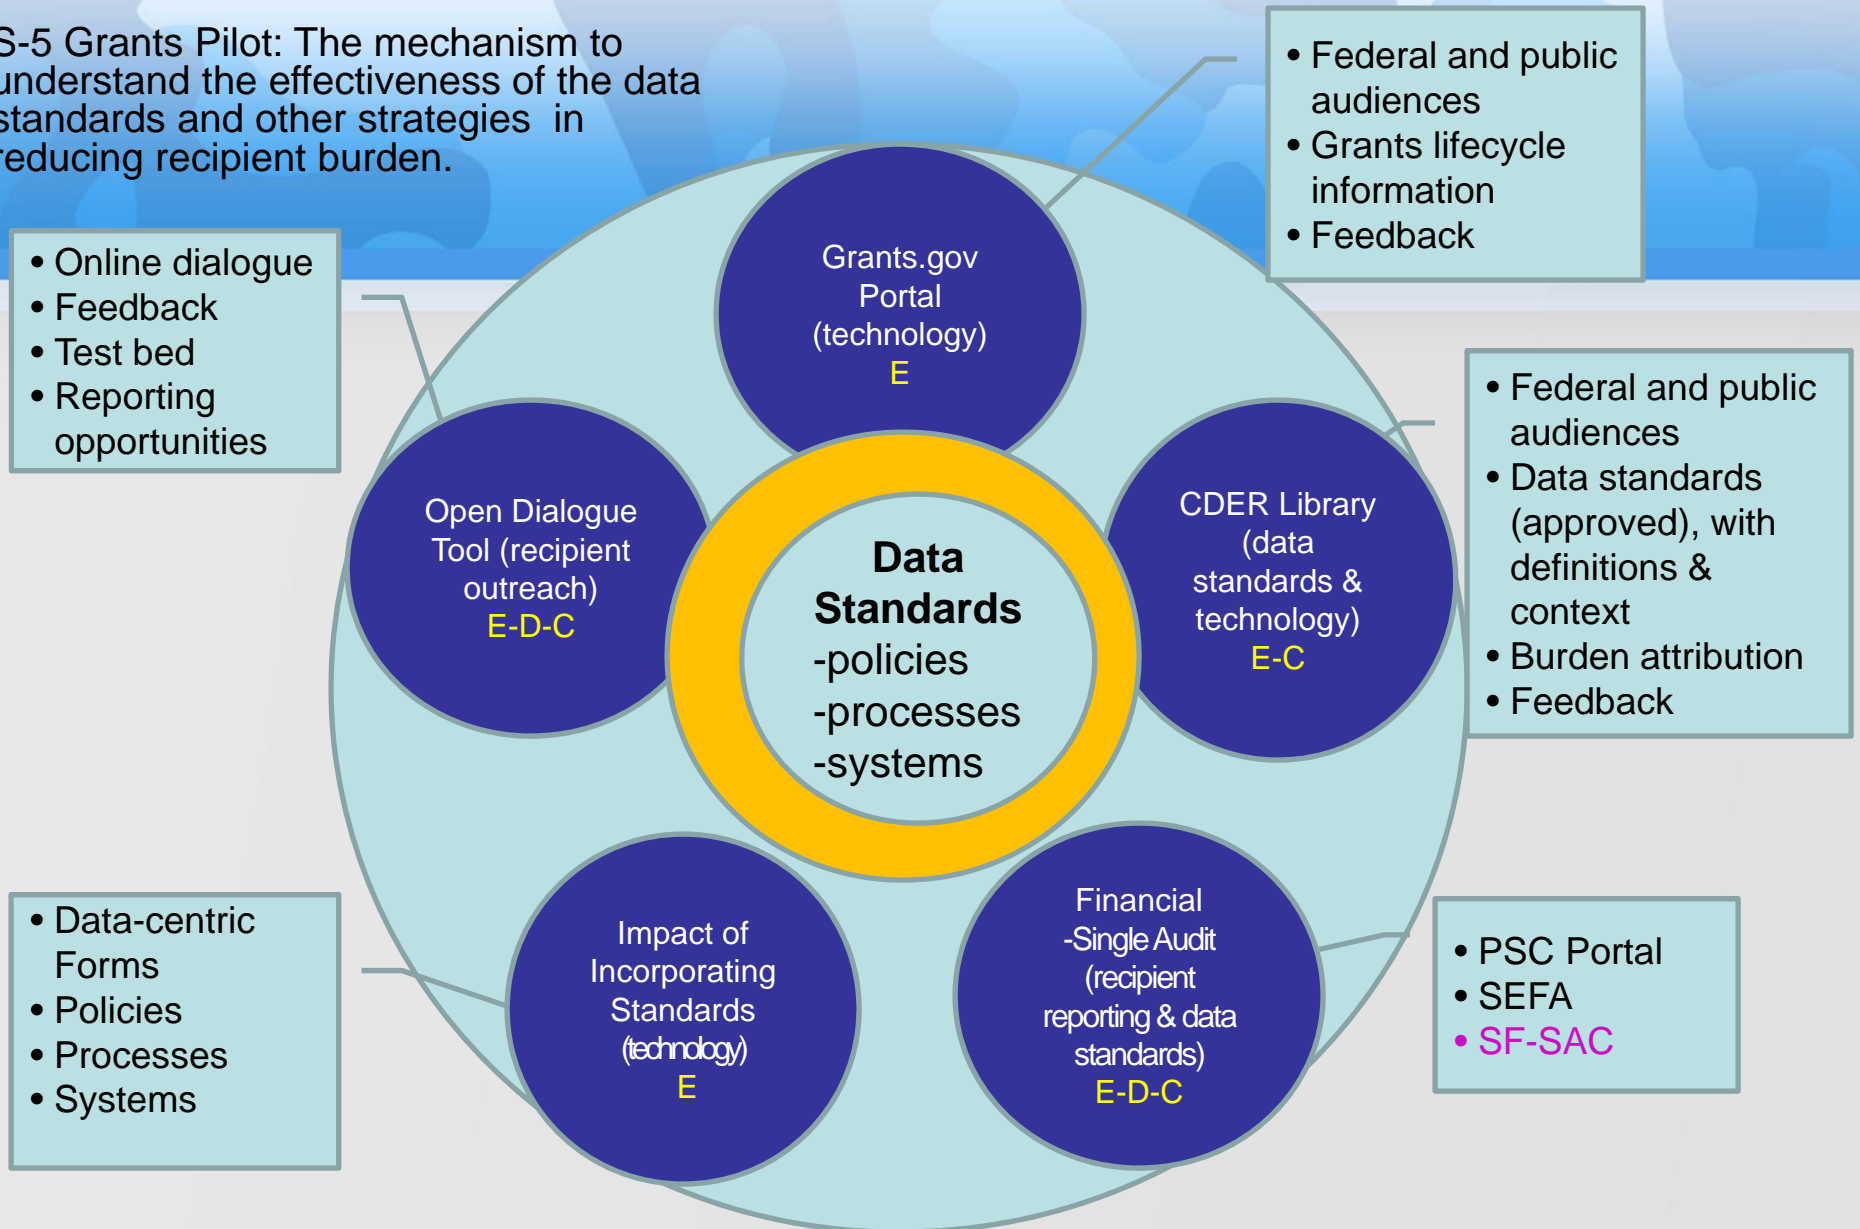 S-5 Grants Pilot: The mechanism to
understand the effectiveness of the data
standards and other strategies in
reducing recipient burden.
• Federal and public
audiences
• Grants lifecycle
information
• Feedback
• Online dialogue
• Feedback
• Test bed
• Reporting
opportunities
Grants.gov
Portal
(technology)
E
• Federal and public
audiences
• Data standards
(approved), with
definitions &
context
• Burden attribution
• Feedback
Open Dialogue
Tool (recipient
outreach)
E-D-C
CDER Library
(data
standards &
technology)
E-C
Data
Standards
-policies
-processes
-systems
• Data-centric
Forms
• Policies
• Processes
• Systems
Impact of
Incorporating
Standards
(technology)
E
Financial
-Single Audit
(recipient
reporting & data
standards)
E-D-C
• PSC Portal
• SEFA
• SF-SAC